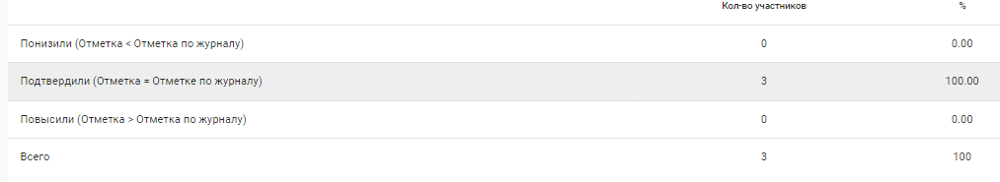 Кол-во участников %
Понизили (Отметка < Отметка по журналу) 0 0.00
Подтвердили (Отметка = Отметке по журналу) 3 100.00
Повысили (Отметка > Отметка по журналу) 0 0.00
Всего 3 100